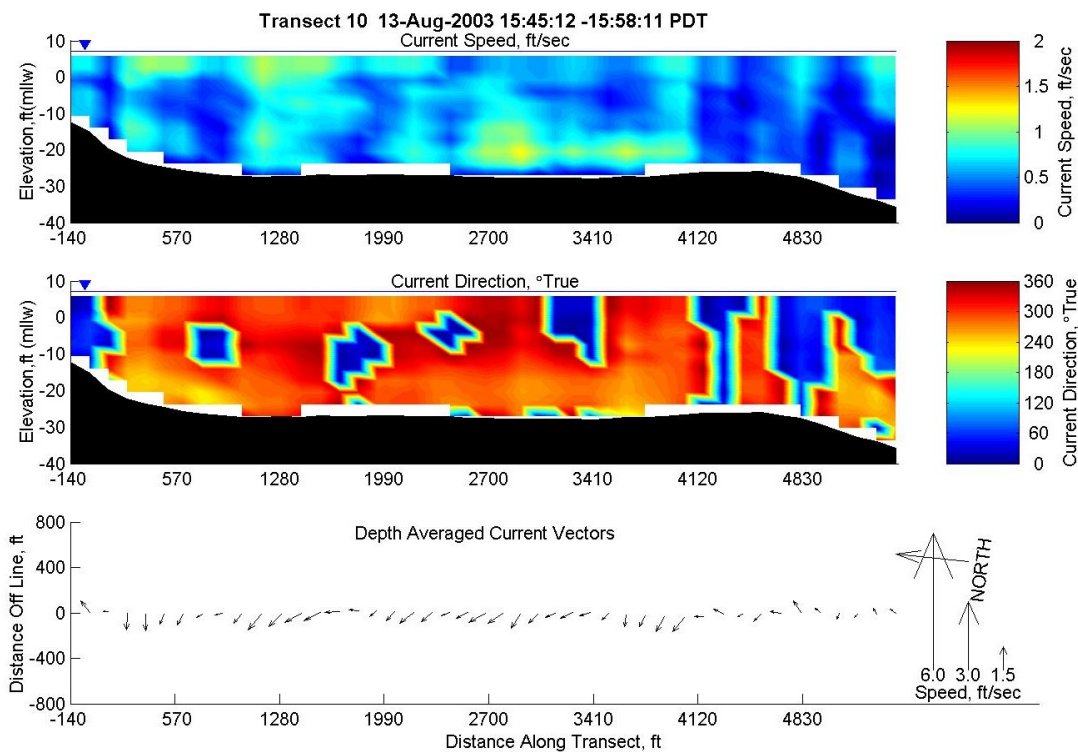 Transect 10 13-Aug-2003 15:45:12 -15:58:11 PDT
Current Speed, ft/sec
Elevation,ft(mllw)
10
0
-10
-20
-30
-40
-140 570 1280 1990 2700 3410 4120 4830
2
1.5
1
0.5
0
Current Speed, ft/sec
Current Direction, °True
Elevation,ft (mllw)
10
0
-10
-20
-30
-40
-140 570 1280 1990 2700 3410 4120 4830
360
300
240
180
120
60
0
Current Direction, °True
Depth Averaged Current Vectors
Distance Off Line, ft
800
400
0
-400
-800
-140 570 1280 1990 2700 3410 4120 4830
Distance Along Transect, ft
NORTH
6.0 3.0 1.5
Speed, ft/sec